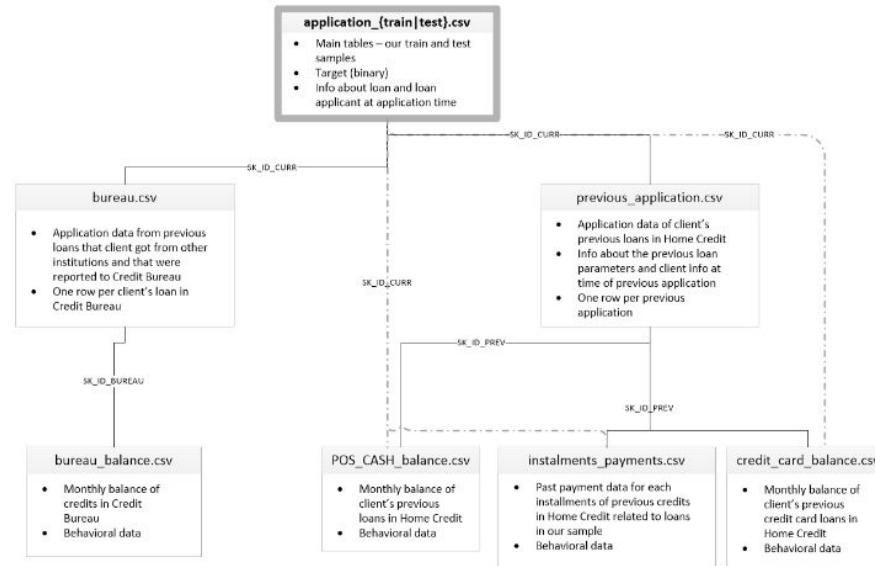 application_{train|test}.csv
• Main tables – our train and test
samples
• Target (binary)
• Info about loan and loan
applicant at application time
SK_ID_CURR
SK_ID_CURR
SK_ID_CURR
bureau.csv
• Application data from previous
loans that client got from other
institutions and that were
reported to Credit Bureau
• One row per client's loan in
Credit Bureau
SK_ID_CURR
previous_application.csv
• Application data of client's
previous loans in Home Credit
• Info about the previous loan
parameters and client info at
time of previous application
• One row per previous
application
SK_ID_BUREAU
SK_ID_PREV
SK_ID_PREV
bureau_balance.csv
• Monthly balance of
credits in Credit
Bureau
• Behavioral data
POS_CASH_balance.csv
• Monthly balance of
client's previous
loans in Home Credit
• Behavioral data
instalments_payments.csv
• Past payment data for each
installments of previous credits
in Home Credit related to loans
in our sample
• Behavioral data
credit_card_balance.csv
• Monthly balance of
client's previous
credit card loans in
Home Credit
• Behavioral data